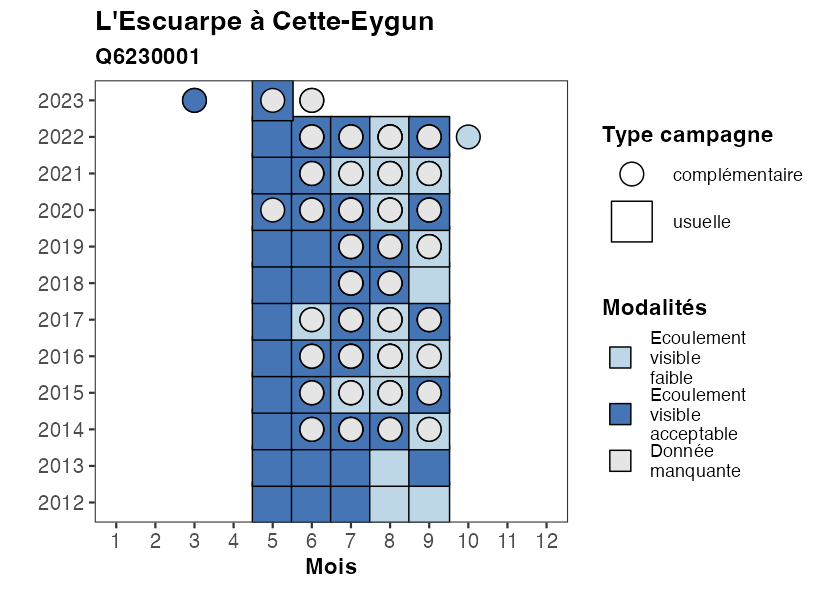 L'Escuarpe à Cette-Eygun
Q6230001
2023
2022
2021
2020
2019
2018
2017
2016
2015
2014
2013
2012
1 2 3 4 5 6 7 8 9 10 11 12
Mois
Type campagne
complémentaire
usuelle
Modalités
Ecoulement
visible
faible
Ecoulement
visible
acceptable
Donnée
manquante